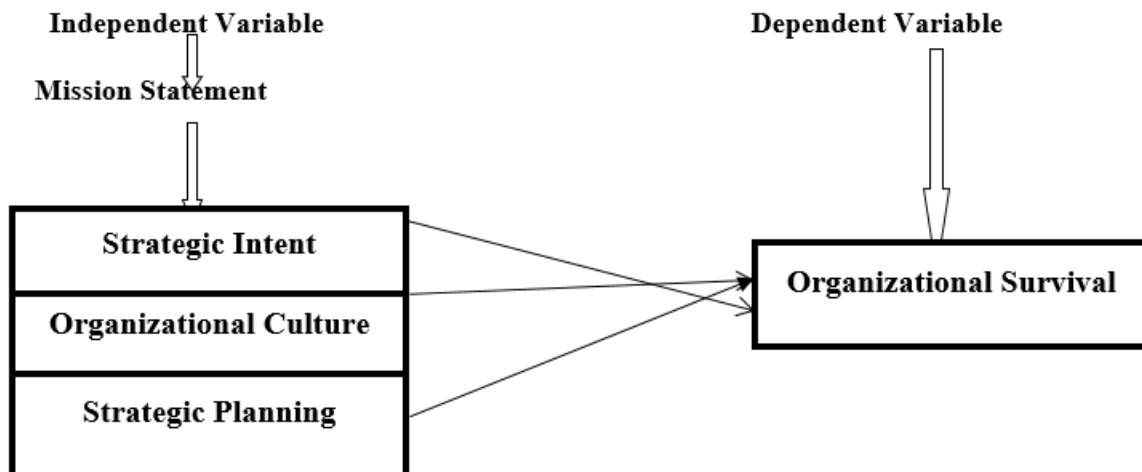 Independent Variable
Dependent Variable
Mission Statement
Strategic Intent
Organizational Culture
Strategic Planning
Organizational Survival